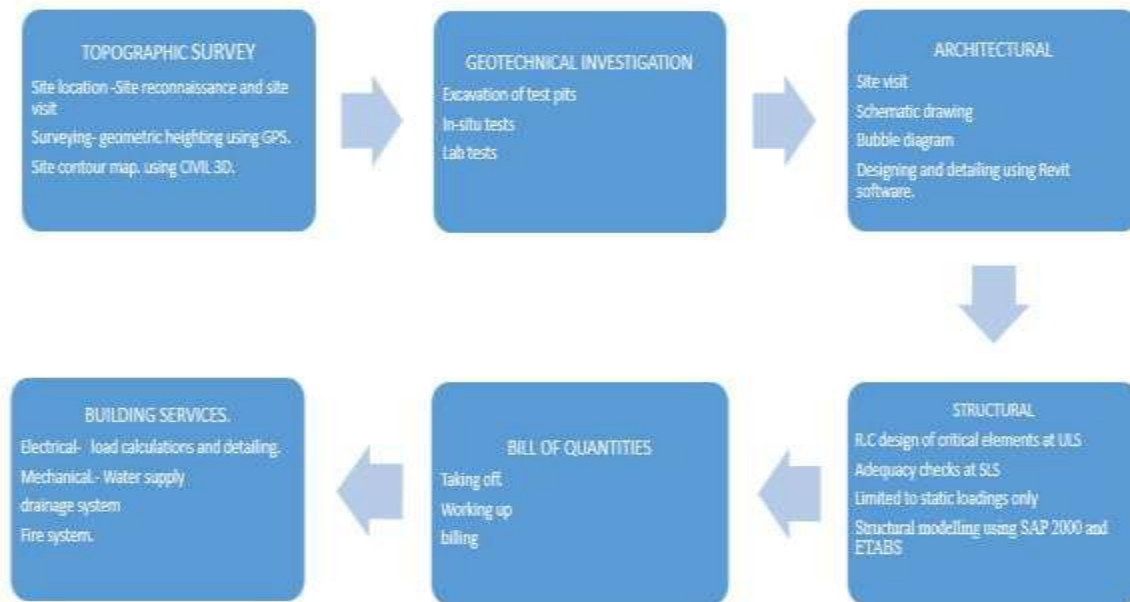 TOPOGRAPHIC SURVEY
Site location -Site reconnaissance and site
visit
Surveying- geometric heighting using GPS.
Site contour map. using CIVIL 3D.
GEOTECHNICAL INVESTIGATION
Excavation of test pits
In-situ tests
Lab tests
ARCHITECTURAL
Site visit
Schematic drawing
Bubble diagram
Designing and detailing using Revit
software.
STRUCTURAL
R.C design of critical elements at ULS
Adequacy checks at SLS
Limited to static loadings only
Structural modelling using SAP 2000 and
ETABS
BILL OF QUANTITIES
Taking off.
Working up
billing
BUILDING SERVICES.
Electrical- load calculations and detailing.
Mechanical.- Water supply
drainage system
Fire system.